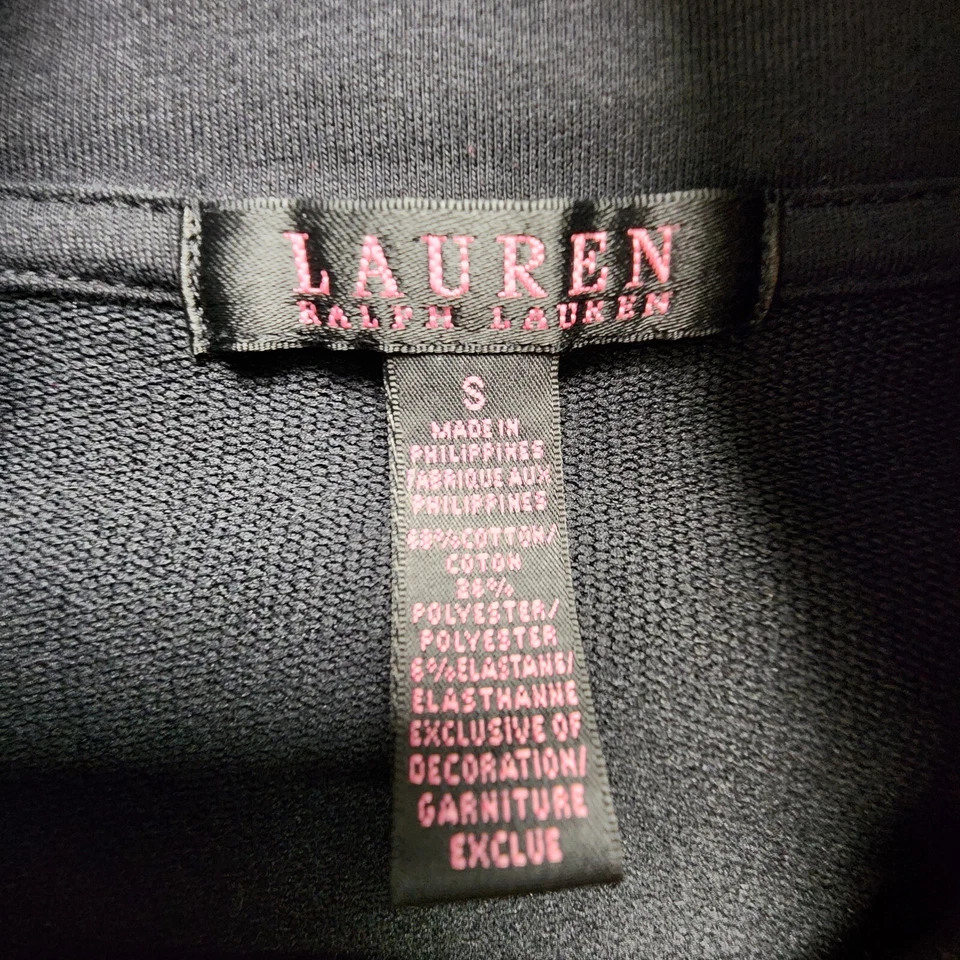 LAUREN
RALPH LAUREN
S
MADE IN
PHILIPPINES
FABRIQUE AUX
PHILIPPINES
68%COTTON/
COTON
26%
POLYESTER/
POLYESTER
6%ELASTANE/
ELASTHANNE
EXCLUSIVE OF
DECORATION/
GARNITURE
EXCLUE